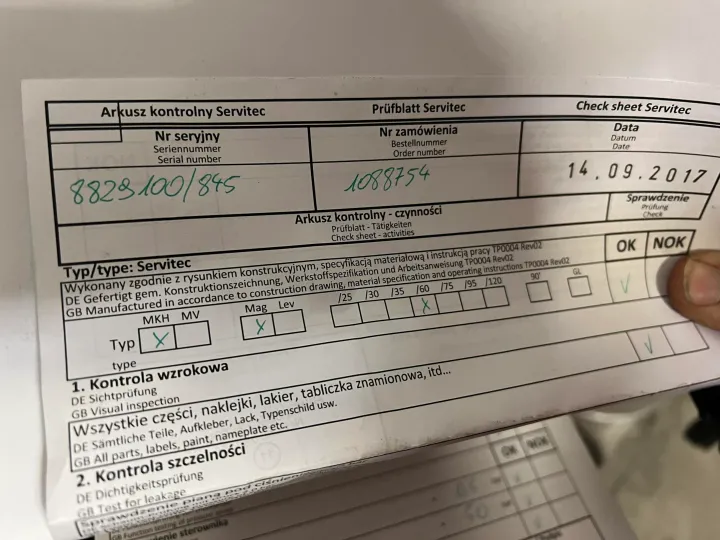 Arkusz kontrolny Servitec Prüfblatt Servitec Check sheet Servitec
Nr seryjny Nr zamówienia Data
Seriennummer Bestellnummer Datum
Serial number Order number Date
8829100/845 1088754 14.09.2017
Arkusz kontrolny - czynności Sprawdzenie
Prüfblatt - Tätigkeiten Prüfung
Check sheet - activities Check
Typ/type: Servitec OK NOK
Wykonany zgodnie z rysunkiem konstrukcyjnym, specyfikacją materiałową i instrukcją pracy TP0004 Rev02
DE Gefertigt gem. Konstruktionszeichnung, Werkstoffspezifikation und Arbeitsanweisung TP0004 Rev02
GB Manufactured in accordance to construction drawing, material specification and operating instructions TP0004 Rev02
MKH MV Mag Lev /25 /30 /35 /60 /75 /95 /120 90° GL
Typ X X X
type
1. Kontrola wzrokowa
DE Sichtprüfung
GB Visual inspection
Wszystkie części, naklejki, lakier, tabliczka znamionowa, itd...
DE Sämtliche Teile, Aufkleber, Lack, Typenschild usw.
GB All parts, labels, paint, nameplate etc.
2. Kontrola szczelności
DE Dichtigkeitsprüfung
GB Test for leakage
Sprawdzenie pianą pod ciśnieniem
OK NOK